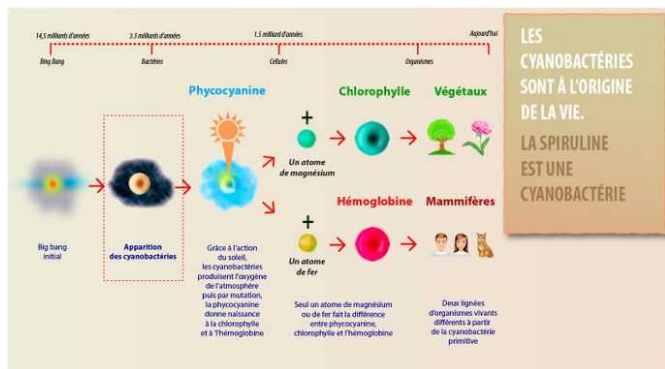 14,5 milliards d'années
3.5 milliards d'années
1.5 milliard d'années
Aujourd'hui
Bing Bang
Bactéries
Cellules
Organismes
Phycocyanine
Chlorophylle
Végétaux
+
Un atome
de magnésium
Hémoglobine
Mammifères
+
Un atome
de fer
Big bang
initial
Apparition
des cyanobactéries
Grâce à l'action
du soleil,
les cyanobactéries
produisent l'oxygène
de l'atmosphère
puis par mutation,
la phycocyanine
donne naissance
à la chlorophylle
et à l'hémoglobine
Seul un atome de magnésium
ou de fer fait la différence
entre phycocyanine,
chlorophylle et l'hémoglobine
Deux lignées
d'organismes vivants
différents à partir
de la cyanobactérie
primitive
LES
CYANOBACTÉRIES
SONT À L'ORIGINE
DE LA VIE.
LA SPIRULINE
EST UNE
CYANOBACTÉRIE